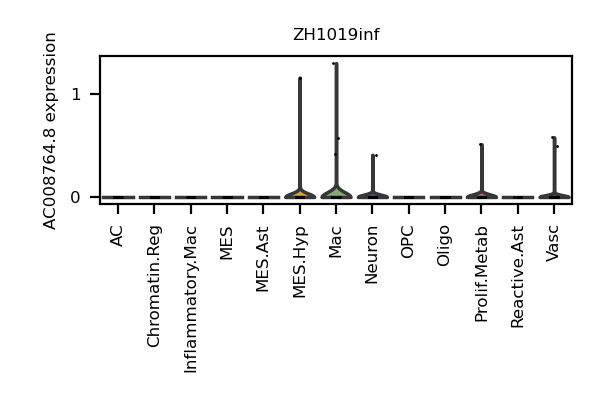 ZH1019inf
AC008764.8 expression
1
0
AC
Chromatin.Reg
Inflammatory.Mac
MES
MES.Ast
MES.Hyp
Mac
Neuron
OPC
Oligo
Prolif.Metab
Reactive.Ast
Vasc